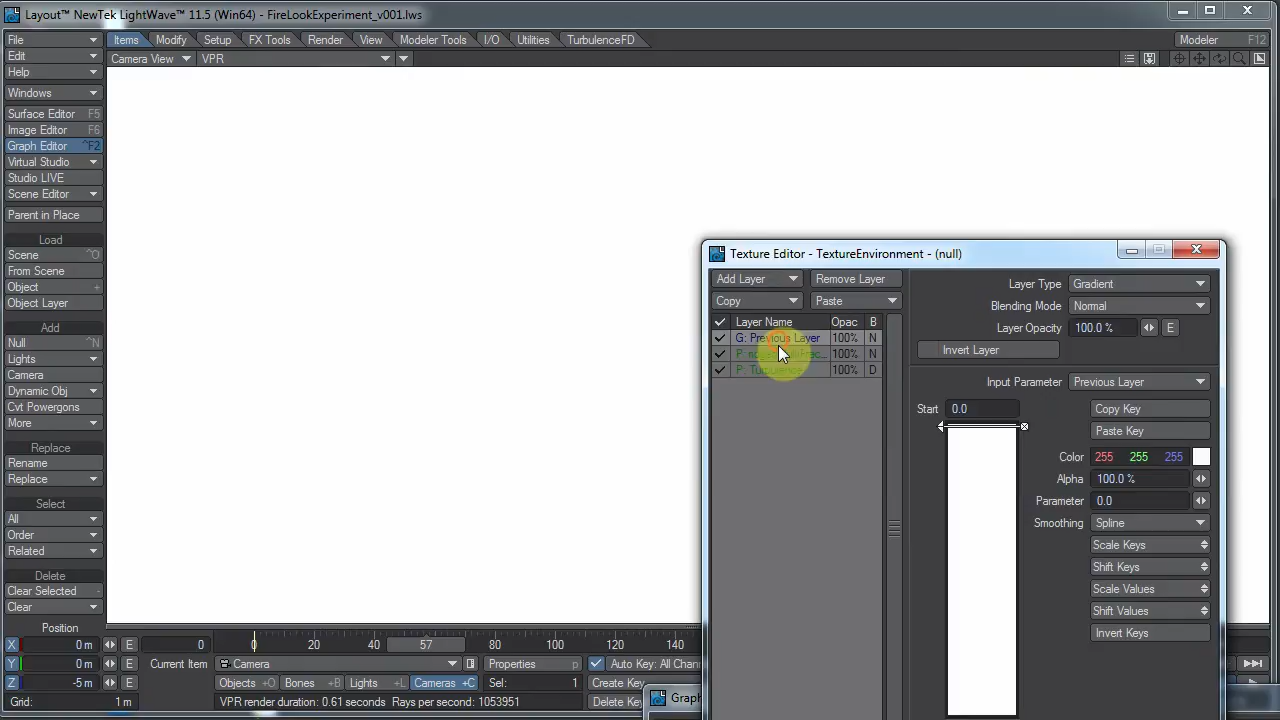 Layout™ NewTek LightWave™ 11.5 (Win64) - FireLookExperiment_v001.lws
File
Items Modify Setup FX Tools Render View Modeler Tools I/O Utilities TurbulenceFD Modeler F12
Edit
Camera View VPR
Help
Windows
Surface Editor F5
Image Editor F6
Graph Editor ^F2
Virtual Studio
Studio LIVE
Scene Editor
Parent in Place
Load
Scene ^O
From Scene
Object +
Object Layer
Add
Null ^N
Lights
Camera
Dynamic Obj
Cvt Powergons
More
Replace
Rename
Replace
Select
All
Order
Related
Delete
Clear Selected -
Clear
Position
X 0 m E
Y 0 m E
Z -5 m E
Grid: 1 m
0 0 20 40 57 80 100 120 140
Current Item Camera Properties p Auto Key: All Chan
Objects +O Bones +B Lights +L Cameras +C Sel: 1 Create Key
VPR render duration: 0.61 seconds Rays per second: 1053951 Delete Key
Grap
Texture Editor - TextureEnvironment - (null)
Add Layer Remove Layer
Copy Paste
Layer Name Opac B
G: Previous Layer 100% N
100% N
P: Turbulence 100% D
Layer Type Gradient
Blending Mode Normal
Layer Opacity 100.0 % E
Invert Layer
Input Parameter Previous Layer
Start 0.0
Copy Key
Paste Key
Color 255 255 255
Alpha 100.0 %
Parameter 0.0
Smoothing Spline
Scale Keys
Shift Keys
Scale Values
Shift Values
Invert Keys